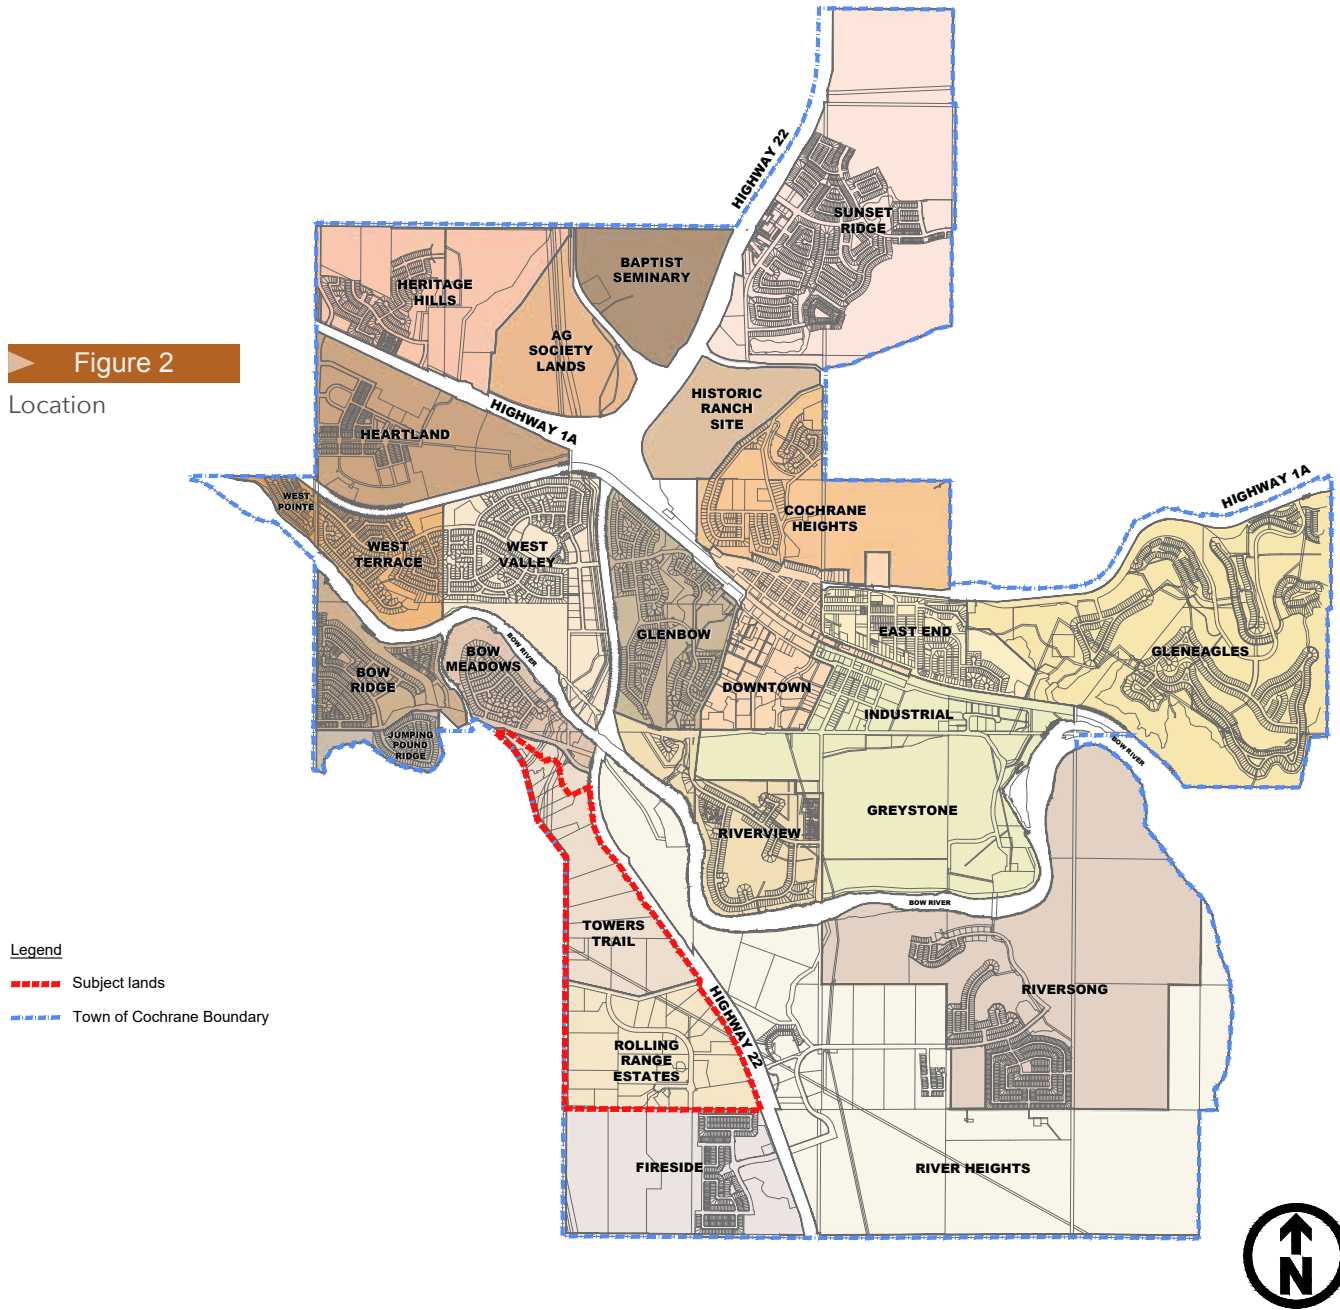 HIGHWAY 22
SUNSET
RIDGE
BAPTIST
SEMINARY
HERITAGE
HILLS
AG
SOCIETY
LANDS
Figure 2
Location
HISTORIC
RANCH
SITE
HIGHWAY 1A
HEARTLAND
HIGHWAY 1A
WEST
POINTE
COCHRANE
HEIGHTS
WEST
TERRACE
WEST
VALLEY
GLENBOW
EAST END
GLENEAGLES
BOW RIVER
BOW
MEADOWS
BOW
RIDGE
DOWNTOWN
INDUSTRIAL
JUMPING
POUND
RIDGE
BOW RIVER
GREYSTONE
RIVERVIEW
BOW RIVER
TOWERS
TRAIL
Legend
Subject lands
Town of Cochrane Boundary
RIVERSONG
HIGHWAY 22
ROLLING
RANGE
ESTATES
FIRESIDE
RIVER HEIGHTS
N